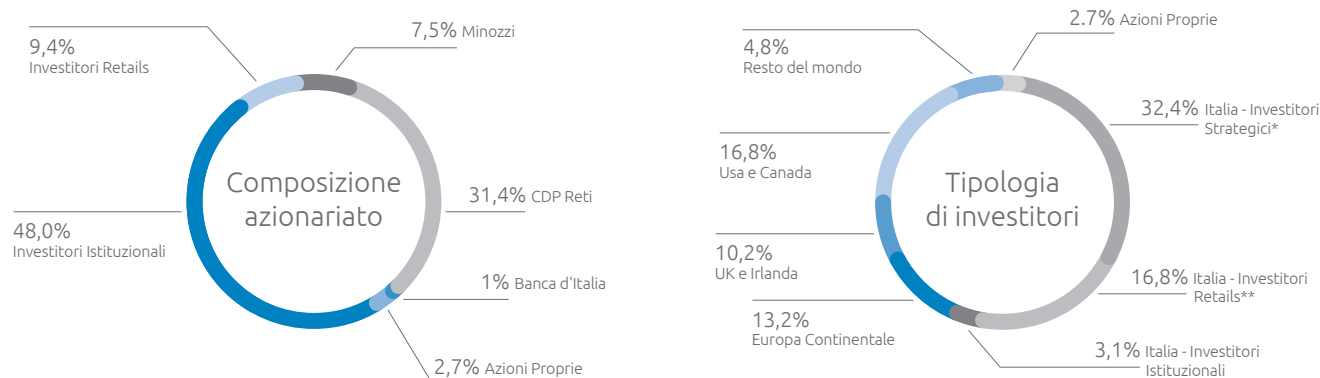 7,5% Minozzi
9,4%
Investitori Retails
Composizione
azionariato
31,4% CDP Reti
48,0%
Investitori Istituzionali
1% Banca d'Italia
2,7% Azioni Proprie
2.7% Azioni Proprie
4,8%
Resto del mondo
32,4% Italia - Investitori
Strategici*
16,8%
Usa e Canada
Tipologia
di investitori
10,2%
UK e Irlanda
16,8% Italia - Investitori
Retails**
13,2%
Europa Continentale
3,1% Italia - Investitori
Istituzionali